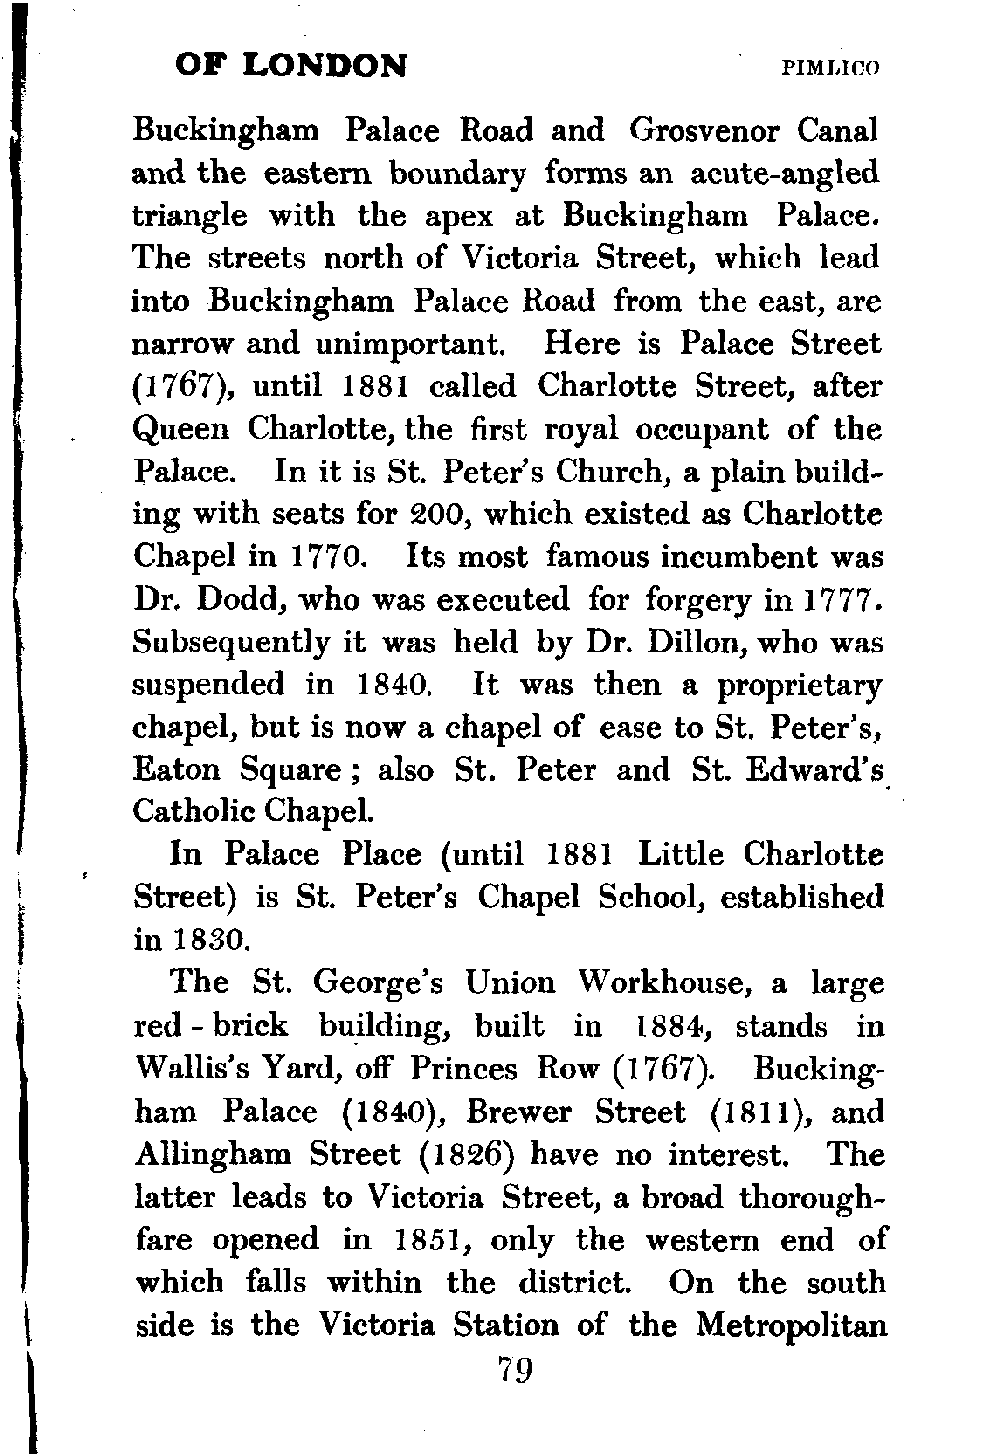 OF LONDON PIMLICO
Buckingham Palace Road and Grosvenor Canal
and the eastern boundary forms an acute-angled
triangle with the apex at Buckingham Palace.
The streets north of Victoria Street, which lead
into Buckingham Palace Road from the east, are
narrow and unimportant. Here is Palace Street
(1767), until 1881 called Charlotte Street, after
Queen Charlotte, the first royal occupant of the
Palace. In it is St. Peter's Church, a plain build-
ing with seats for 200, which existed as Charlotte
Chapel in 1770. Its most famous incumbent was
Dr. Dodd, who was executed for forgery in 1777.
Subsequently it was held by Dr. Dillon, who was
suspended in 1840. It was then a proprietary
chapel, but is now a chapel of ease to St. Peter's,
Eaton Square; also St. Peter and St. Edward's
Catholic Chapel.
In Palace Place (until 1881 Little Charlotte
Street) is St. Peter's Chapel School, established
in 1830.
The St. George's Union Workhouse, a large
red-brick building, built in 1884, stands in
Wallis's Yard, off Princes Row (1767). Bucking-
ham Palace (1840), Brewer Street (1811), and
Allingham Street (1826) have no interest. The
latter leads to Victoria Street, a broad thorough-
fare opened in 1851, only the western end of
which falls within the district. On the south
side is the Victoria Station of the Metropolitan
79